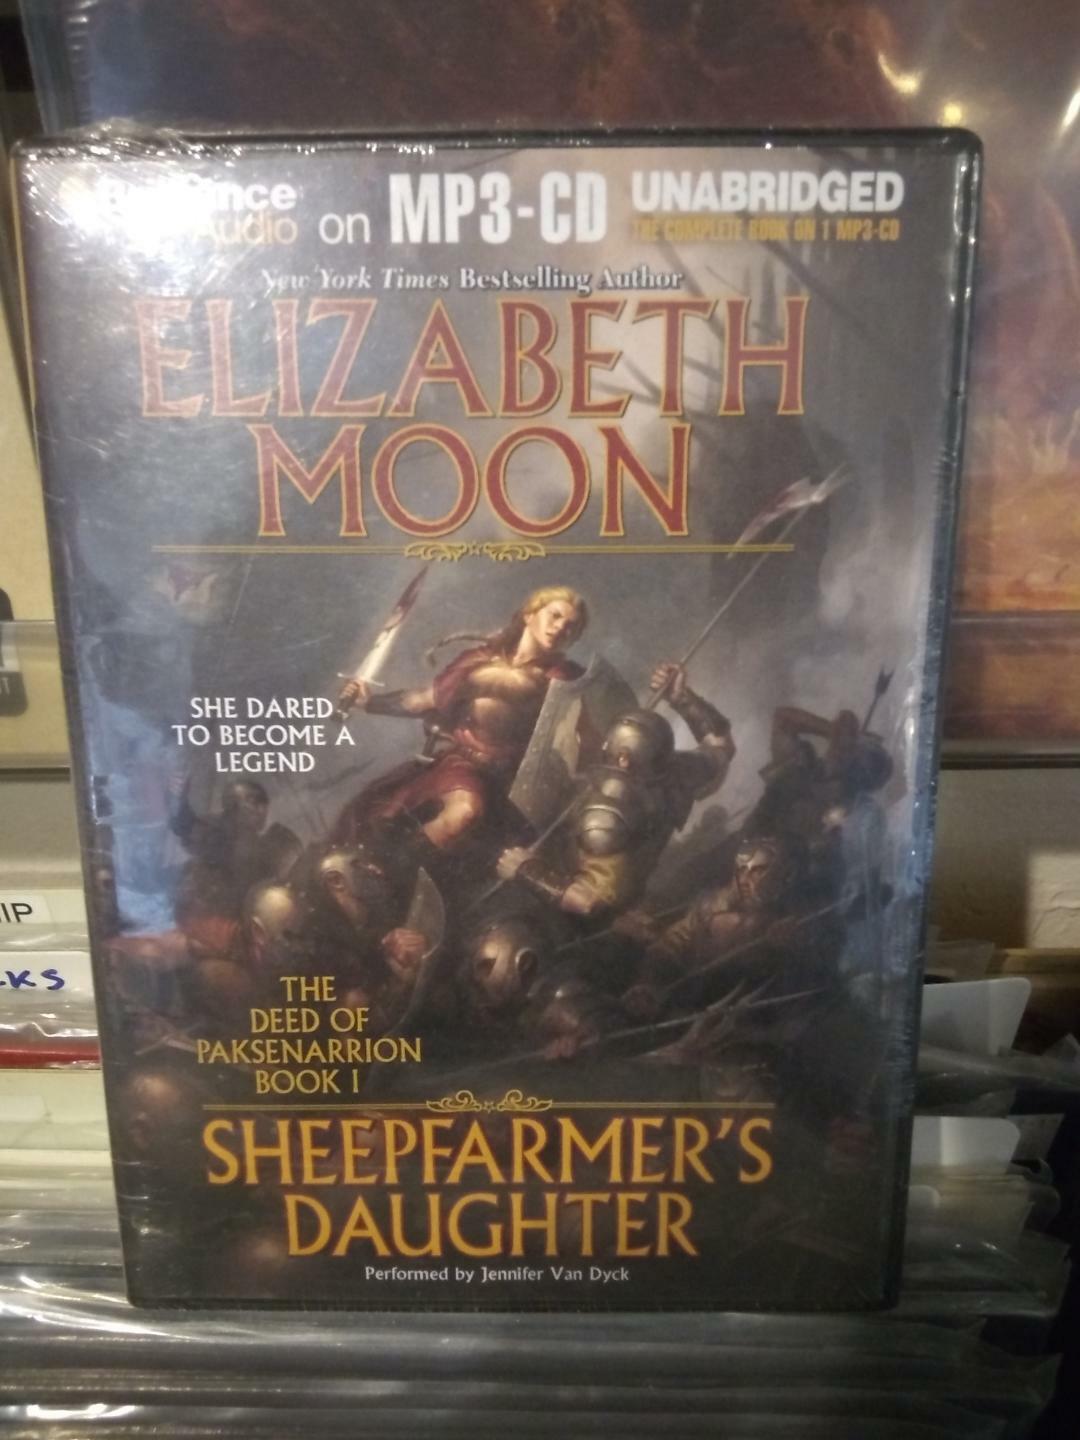 Brilliance
Audio on MP3-CD
UNABRIDGED
THE COMPLETE BOOK ON 1 MP3-CD
New York Times Bestselling Author
ELIZABETH
MOON
SHE DARED
TO BECOME A
LEGEND
THE
DEED OF
PAKSENARRION
BOOK I
SHEEPFARMER'S
DAUGHTER
Performed by Jennifer Van Dyck
IP